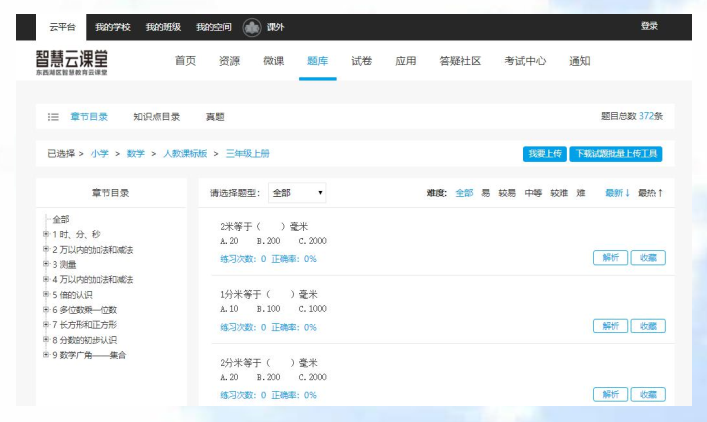 云平台 我的学校 我的班级 我的空间 课外 登录
智慧云课堂
东西湖区智慧教育云课堂
首页 资源 微课 题库 试卷 应用 答疑社区 考试中心 通知
章节目录 知识点目录 真题 题目总数 372条
已选择 > 小学 > 数学 > 人教课标版 > 三年级上册 我要上传 下载试题批量上传工具
章节目录 请选择题型： 全部 难度： 全部 易 较易 中等 较难 难 最新↓ 最热↑
全部
1 时、分、秒
2 万以内的加法和减法
3 测量
4 万以内的加法和减法
5 倍的认识
6 多位数乘一位数
7 长方形和正方形
8 分数的初步认识
9 数学广角——集合
2米等于（ ）毫米
A. 20 B. 200 C. 2000
练习次数： 0 正确率： 0% 解析 收藏
1分米等于（ ）毫米
A. 10 B. 100 C. 1000
练习次数： 0 正确率： 0% 解析 收藏
2分米等于（ ）毫米
A. 20 B. 200 C. 2000
练习次数： 0 正确率： 0% 解析 收藏